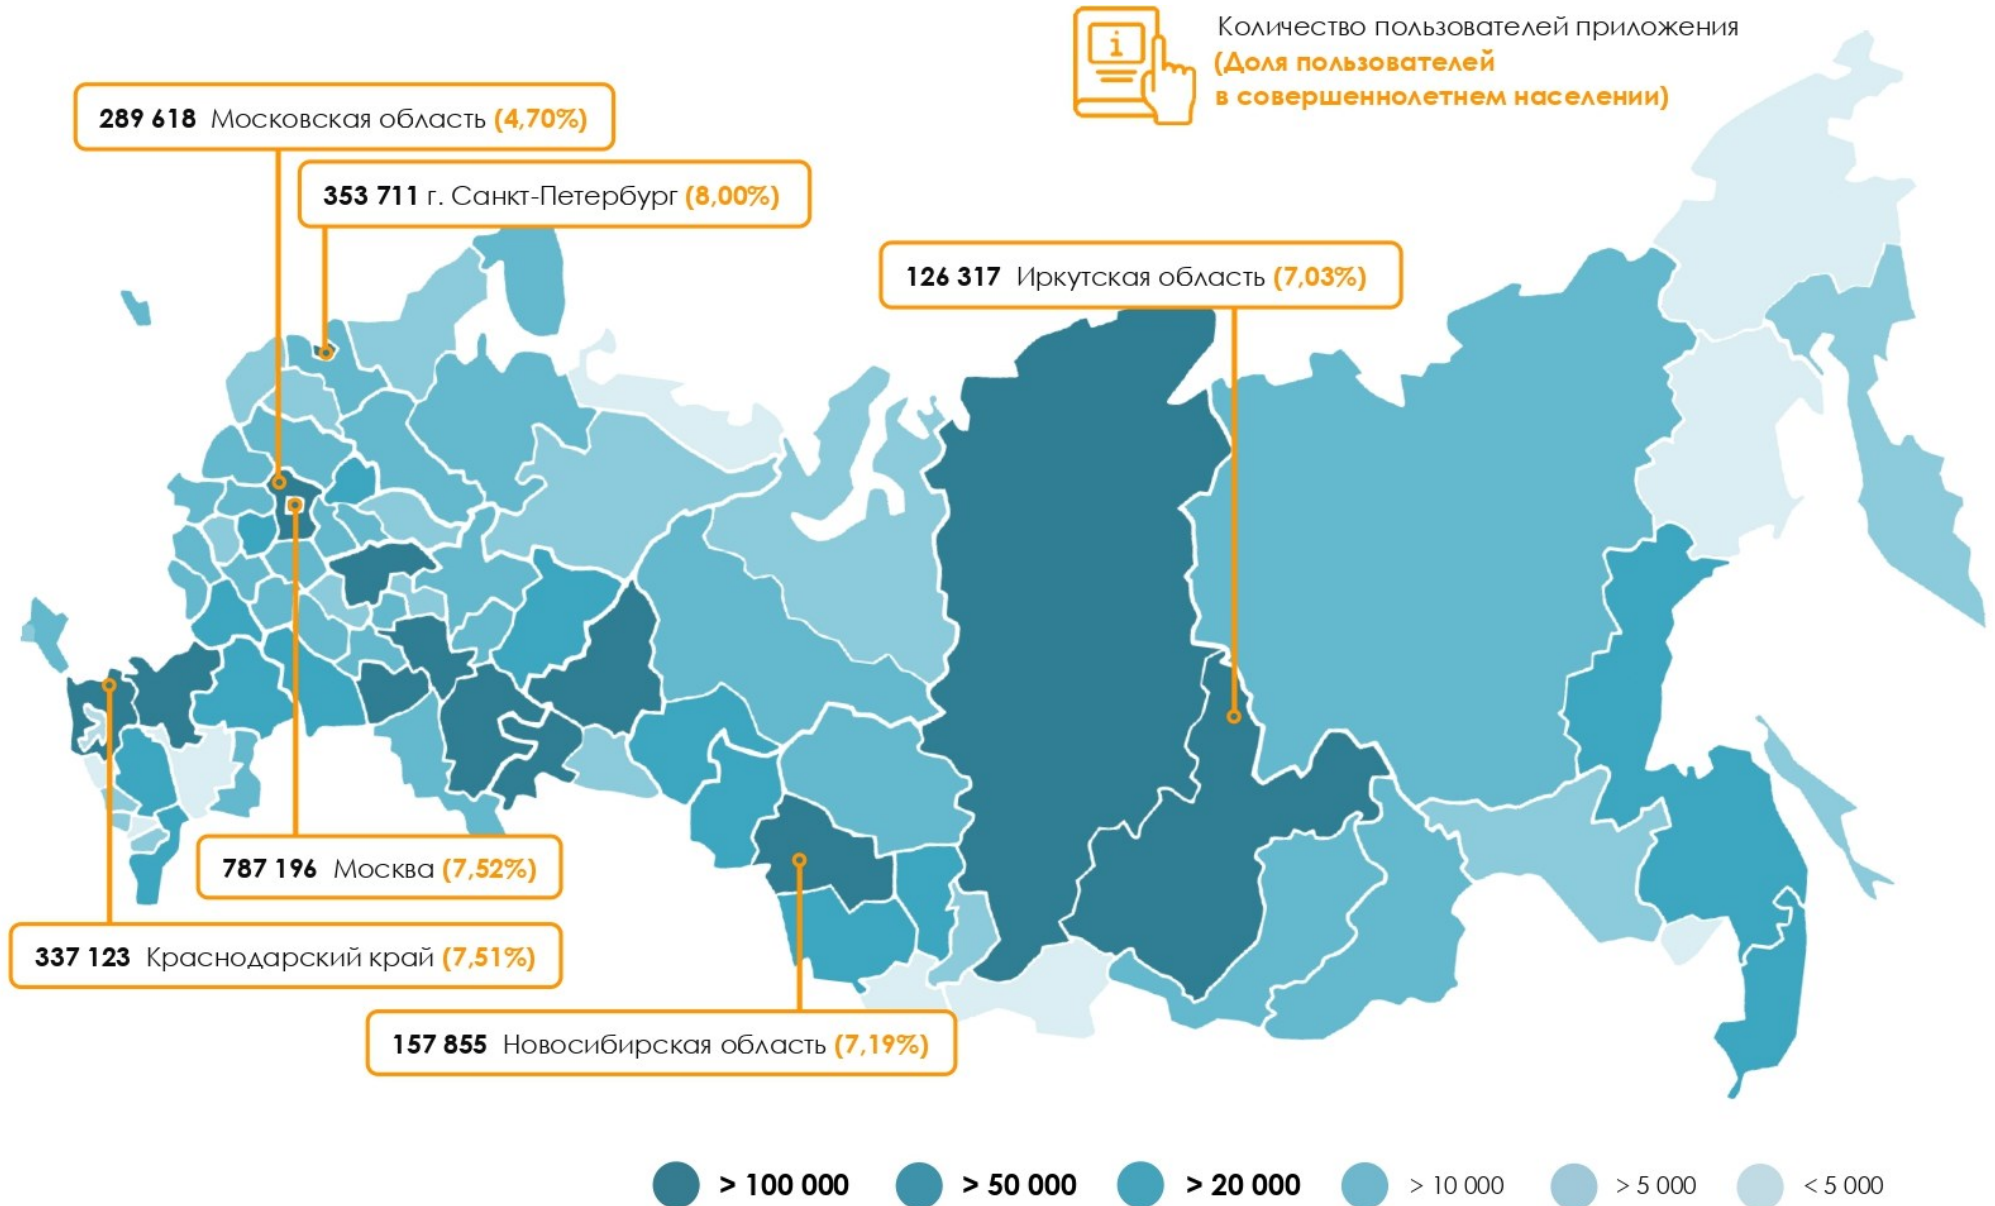 Количество пользователей приложения
(Доля пользователей
в совершеннолетнем населении)
289 618 Московская область (4,70%)
353 711 г. Санкт-Петербург (8,00%)
126 317 Иркутская область (7,03%)
787 196 Москва (7,52%)
337 123 Краснодарский край (7,51%)
157 855 Новосибирская область (7,19%)
> 100 000
> 50 000
> 20 000
> 10 000
> 5 000
< 5 000